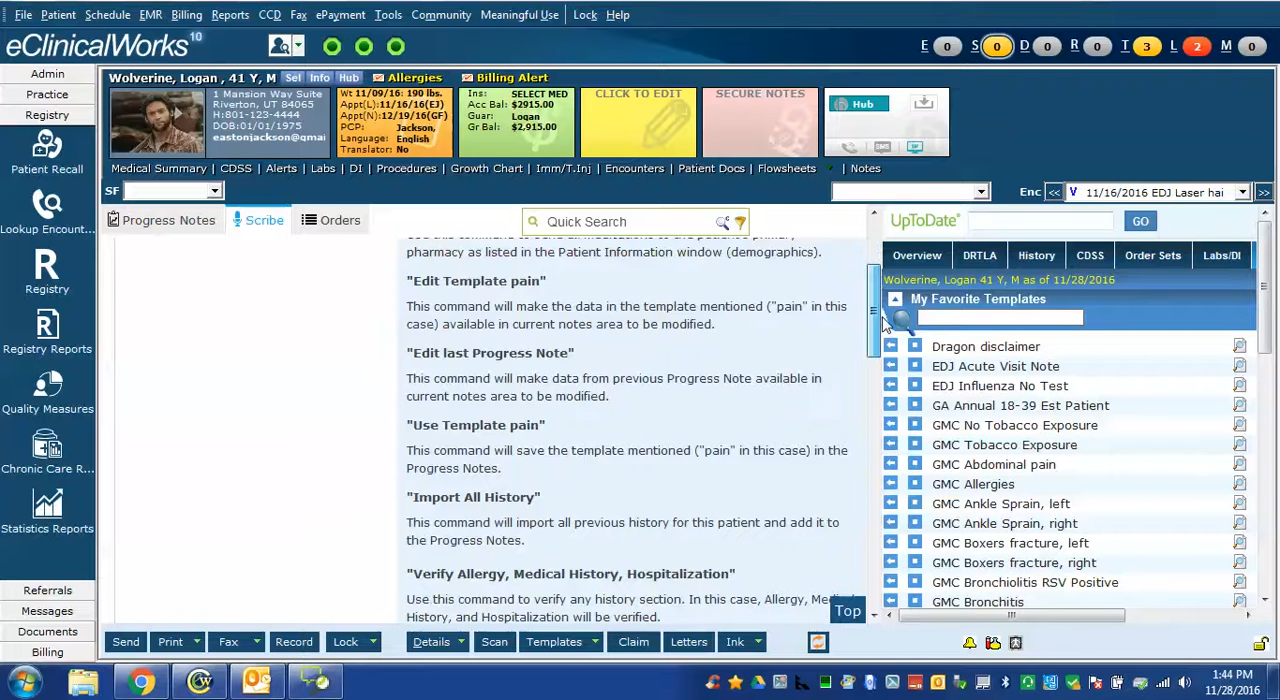 File Patient Schedule EMR Billing Reports CCD Fax ePayment Tools Community Meaningful Use Lock Help
eClinicalWorks 10
E 0 S 0 D 0 R 0 T 3 L 2 M 0
Admin
Practice
Registry
Patient Recall
Lookup Encount...
Registry
Registry Reports
Quality Measures
Chronic Care R...
Statistics Reports
Referrals
Messages
Documents
Billing
Wolverine, Logan , 41 Y, M Sel Info Hub Allergies Billing Alert
1 Mansion Way Suite
Riverton, UT 84065
H:801-123-4444
DOB:01/01/1975
eastonjackson@gmai
Wt 11/09/16: 190 lbs.
Appt(L):11/16/16(EJ)
Appt(N):12/19/16(GF)
PCP: Jackson,
Language: English
Translator: No
Ins: SELECT MED
Acc Bal: $2915.00
Guar: Logan
Gr Bal: $2,915.00
CLICK TO EDIT
SECURE NOTES
Hub
SMS
Medical Summary CDSS Alerts Labs DI Procedures Growth Chart Imm/T.Inj Encounters Patient Docs Flowsheets Notes
SF
Enc << V 11/16/2016 EDJ Laser hai >>
Progress Notes Scribe Orders
Quick Search
pharmacy as listed in the Patient Information window (demographics).
"Edit Template pain"
This command will make the data in the template mentioned ("pain" in this
case) available in current notes area to be modified.
"Edit last Progress Note"
This command will make data from previous Progress Note available in
current notes area to be modified.
"Use Template pain"
This command will save the template mentioned ("pain" in this case) in the
Progress Notes.
"Import All History"
This command will import all previous history for this patient and add it to
the Progress Notes.
"Verify Allergy, Medical History, Hospitalization"
Use this command to verify any history section. In this case, Allergy, Med
History, and Hospitalization will be verified.
Top
UpToDate GO
Overview DRTLA History CDSS Order Sets Labs/DI
Wolverine, Logan 41 Y, M as of 11/28/2016
My Favorite Templates
Dragon disclaimer
EDJ Acute Visit Note
EDJ Influenza No Test
GA Annual 18-39 Est Patient
GMC No Tobacco Exposure
GMC Tobacco Exposure
GMC Abdominal pain
GMC Allergies
GMC Ankle Sprain, left
GMC Ankle Sprain, right
GMC Boxers fracture, left
GMC Boxers fracture, right
GMC Bronchiolitis RSV Positive
GMC Bronchitis
Send Print Fax Record Lock Details Scan Templates Claim Letters Ink
1:44 PM
11/28/2016